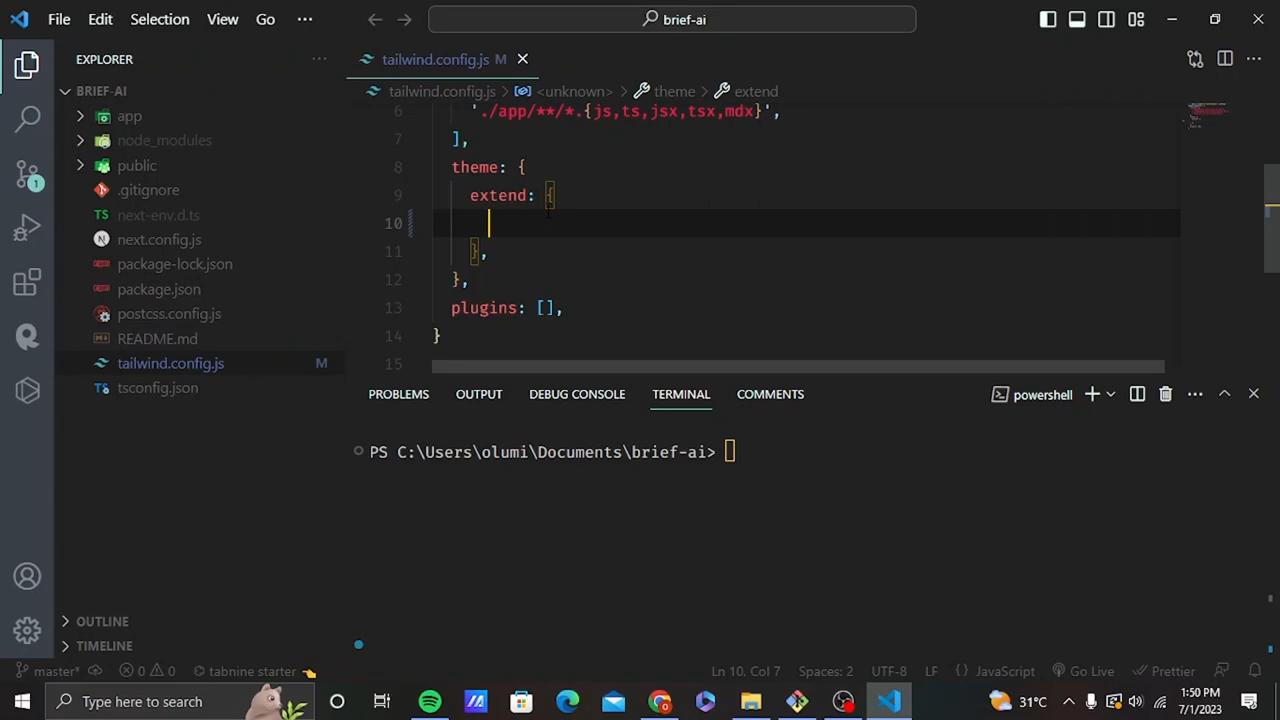 File Edit Selection View Go ··· brief-ai
EXPLORER ···
BRIEF-AI
app
node_modules
public
.gitignore
next-env.d.ts
next.config.js
package-lock.json
package.json
postcss.config.js
README.md
tailwind.config.js M
tsconfig.json
OUTLINE
TIMELINE
tailwind.config.js M
tailwind.config.js > <unknown> > theme > extend
6 './app/**/*.{js,ts,jsx,tsx,mdx}',
7 ],
8 theme: {
9 extend: {
10
11 },
12 },
13 plugins: [],
14 }
15
PROBLEMS OUTPUT DEBUG CONSOLE TERMINAL COMMENTS powershell
PS C:\Users\olumi\Documents\brief-ai>
1
master* 0 0 tabnine starter Ln 10, Col 7 Spaces: 2 UTF-8 LF {} JavaScript Go Live Prettier
Type here to search 31°C 1:50 PM
7/1/2023